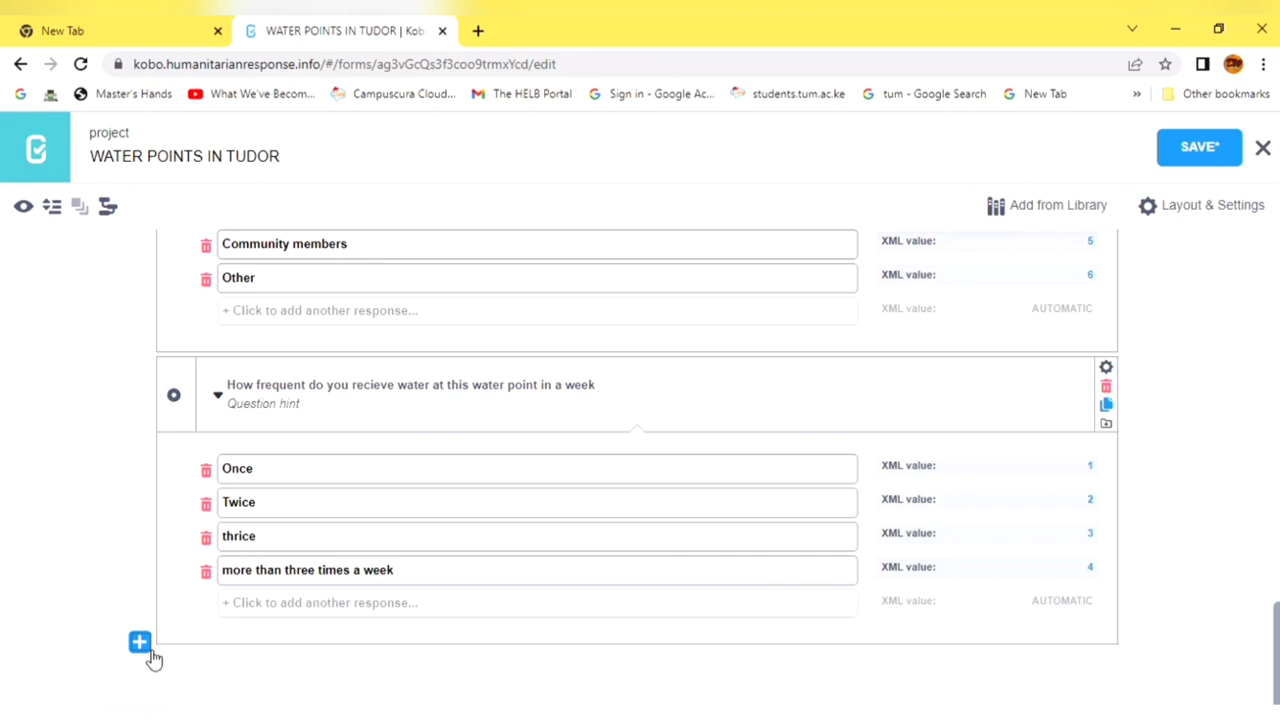 New Tab
WATER POINTS IN TUDOR | Kobo
kobo.humanitarianresponse.info/#/forms/ag3vGcQs3f3coo9trmxYcd/edit
Master's Hands
What We've Becom...
Campuscura Cloud...
The HELB Portal
Sign in - Google Ac...
students.tum.ac.ke
tum - Google Search
New Tab
»
Other bookmarks
project
WATER POINTS IN TUDOR
SAVE*
Add from Library
Layout & Settings
Community members
XML value: 5
Other
XML value: 6
+ Click to add another response...
XML value: AUTOMATIC
How frequent do you recieve water at this water point in a week
Question hint
Once
XML value: 1
Twice
XML value: 2
thrice
XML value: 3
more than three times a week
XML value: 4
+ Click to add another response...
XML value: AUTOMATIC